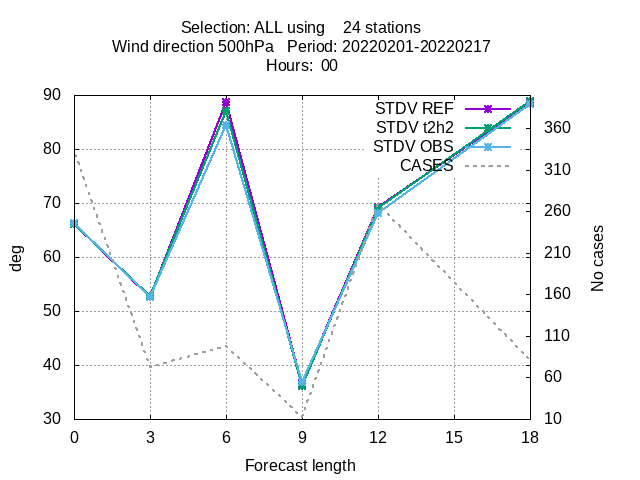 Selection: ALL using    24 stations
Wind direction 500hPa   Period: 20220201-20220217
Hours:  00
STDV REF
STDV t2h2
STDV OBS
CASES
90
80
70
60
50
40
30
deg
360
310
260
210
160
110
60
10
No cases
0 3 6 9 12 15 18
Forecast length